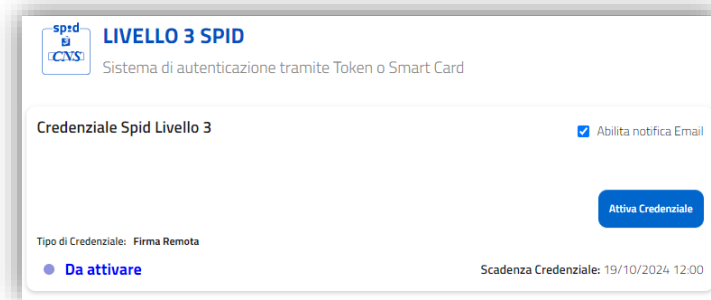 spid
CNS
LIVELLO 3 SPID
Sistema di autenticazione tramite Token o Smart Card
Credenziale Spid Livello 3
Abilita notifica Email
Attiva Credenziale
Tipo di Credenziale: Firma Remota
Da attivare
Scadenza Credenziale: 19/10/2024 12:00